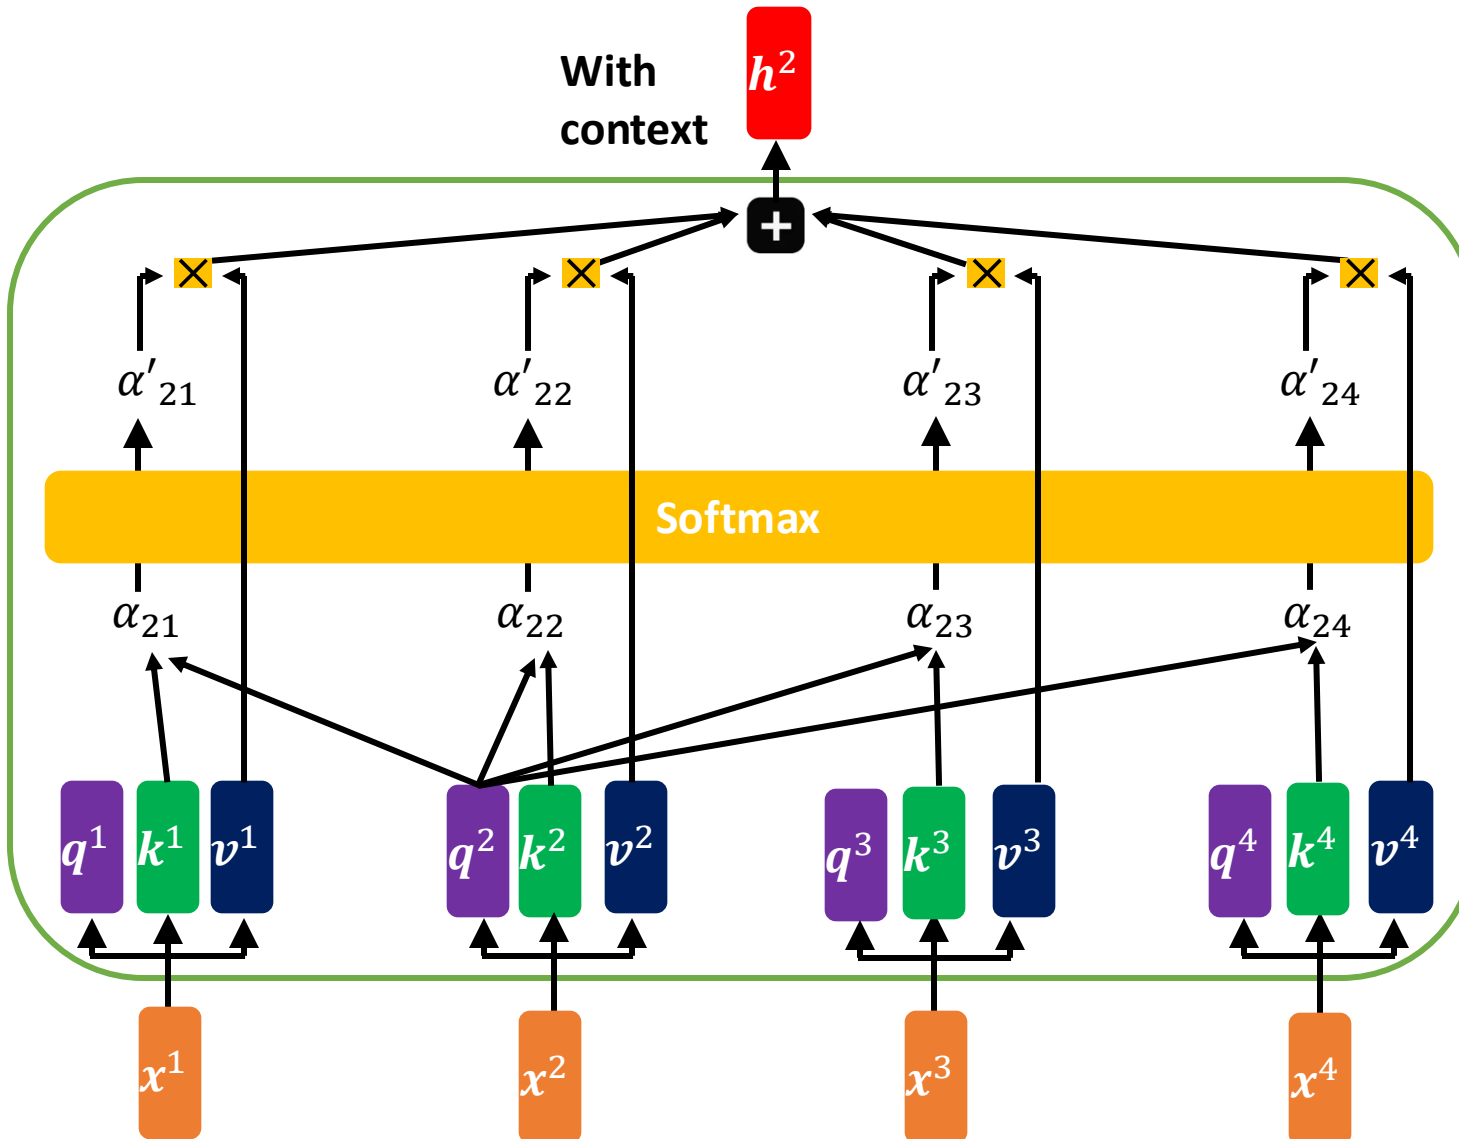 With
context
h²
+
α′₂₁ α′₂₂ α′₂₃ α′₂₄
Softmax
α₂₁ α₂₂ α₂₃ α₂₄
q¹ k¹ v¹ q² k² v² q³ k³ v³ q⁴ k⁴ v⁴
x¹ x² x³ x⁴